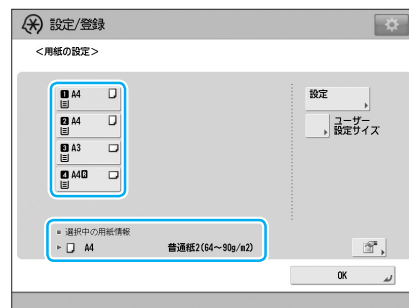 設定/登録
<用紙の設定>
1 A4
2 A4
3 A3
4 A4R
設定
ユーザー
設定サイズ
■ 選択中の用紙情報
A4 普通紙2(64～90g/m2)
OK